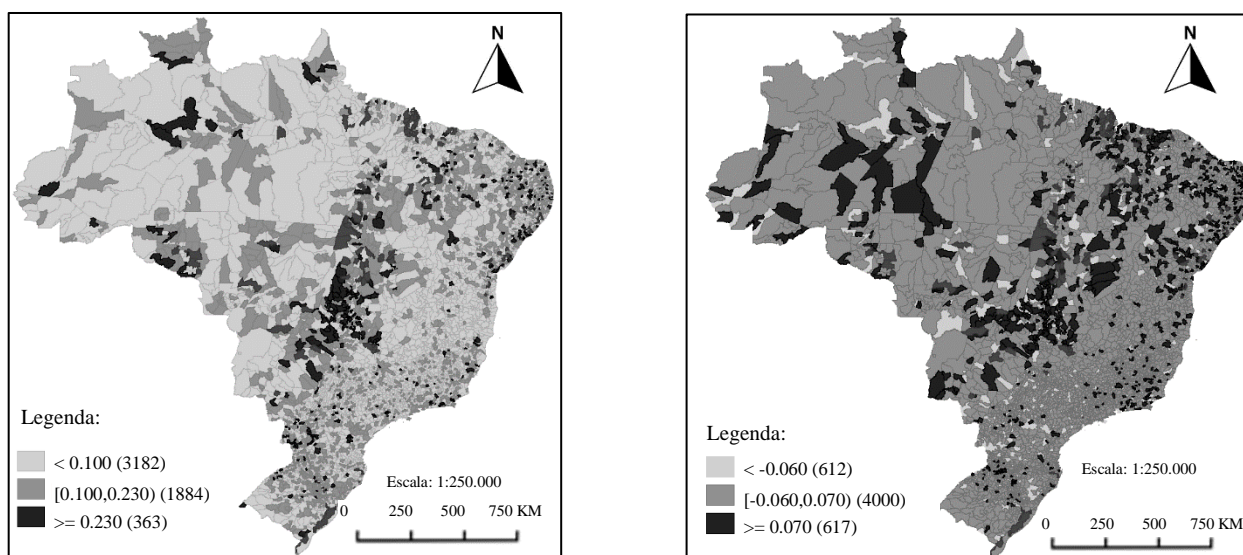 N
Legenda:
< 0.100 (3182)
[0.100,0.230) (1884)
>= 0.230 (363)
Escala: 1:250.000
0 250 500 750 KM
N
Legenda:
< -0.060 (612)
[-0.060,0.070) (4000)
>= 0.070 (617)
Escala: 1:250.000
0 250 500 750 KM